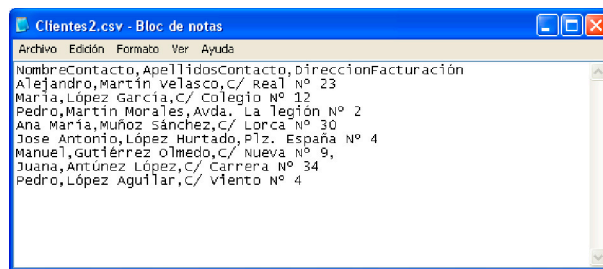 Clientes2.csv - Bloc de notas
Archivo Edición Formato Ver Ayuda
NombreContacto,ApellidosContacto,DireccionFacturación
Alejandro,Martín Velasco,C/ Real Nº 23
María,López García,C/ Colegio Nº 12
Pedro,Martín Morales,Avda. La legión Nº 2
Ana María,Muñoz Sánchez,C/ Lorca Nº 30
Jose Antonio,López Hurtado,Plz. España Nº 4
Manuel,Gutiérrez Olmedo,C/ Nueva Nº 9,
Juana,Antúnez López,C/ Carrera Nº 34
Pedro,López Aguilar,C/ Viento Nº 4